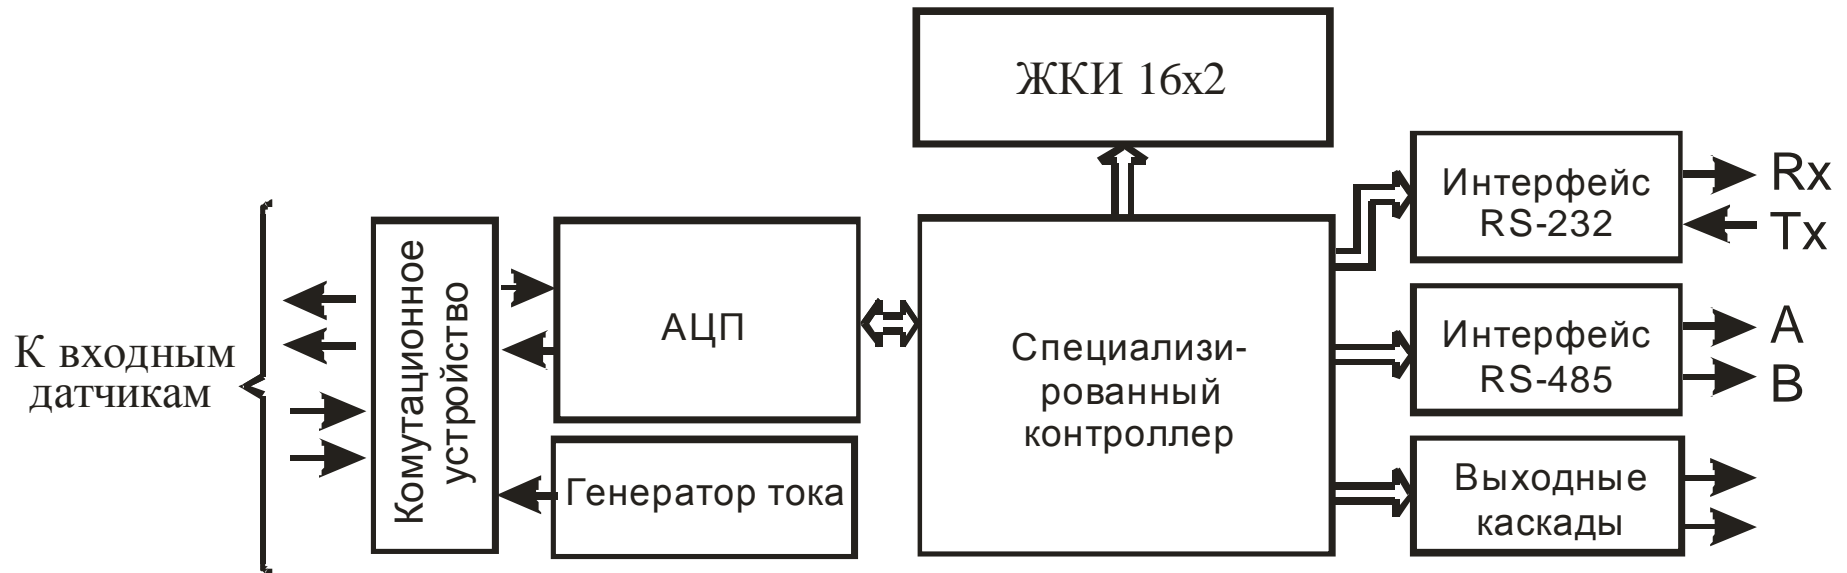 ЖКИ 16х2
К входным
датчикам
Комутационное
устройство
АЦП
Генератор тока
Специализи-
рованный
контроллер
Интерфейс
RS-232
Rx
Tx
Интерфейс
RS-485
A
B
Выходные
каскады